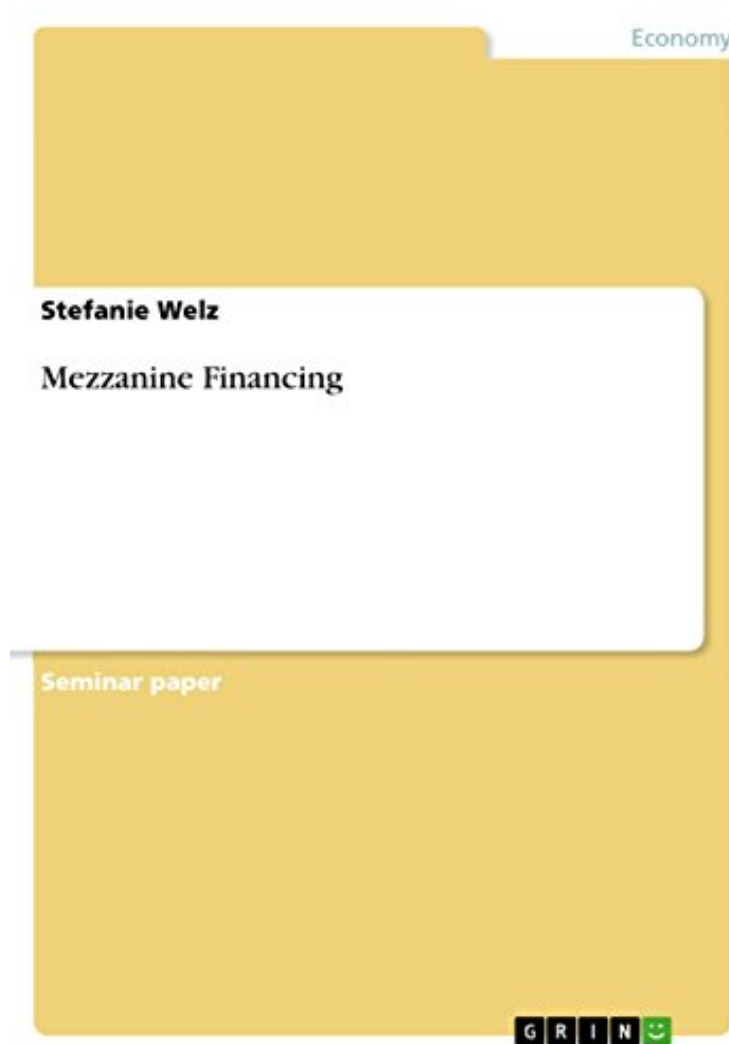 Economy
Stefanie Welz
Mezzanine Financing
Seminar paper
GRIN